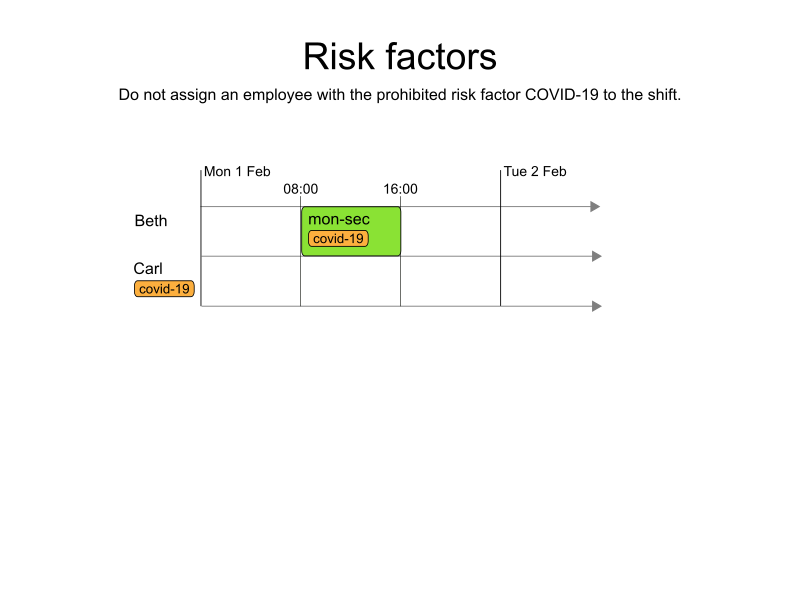 Risk factors
Do not assign an employee with the prohibited risk factor COVID-19 to the shift.
Mon 1 Feb
Tue 2 Feb
08:00
16:00
Beth
mon-sec
covid-19
Carl
covid-19